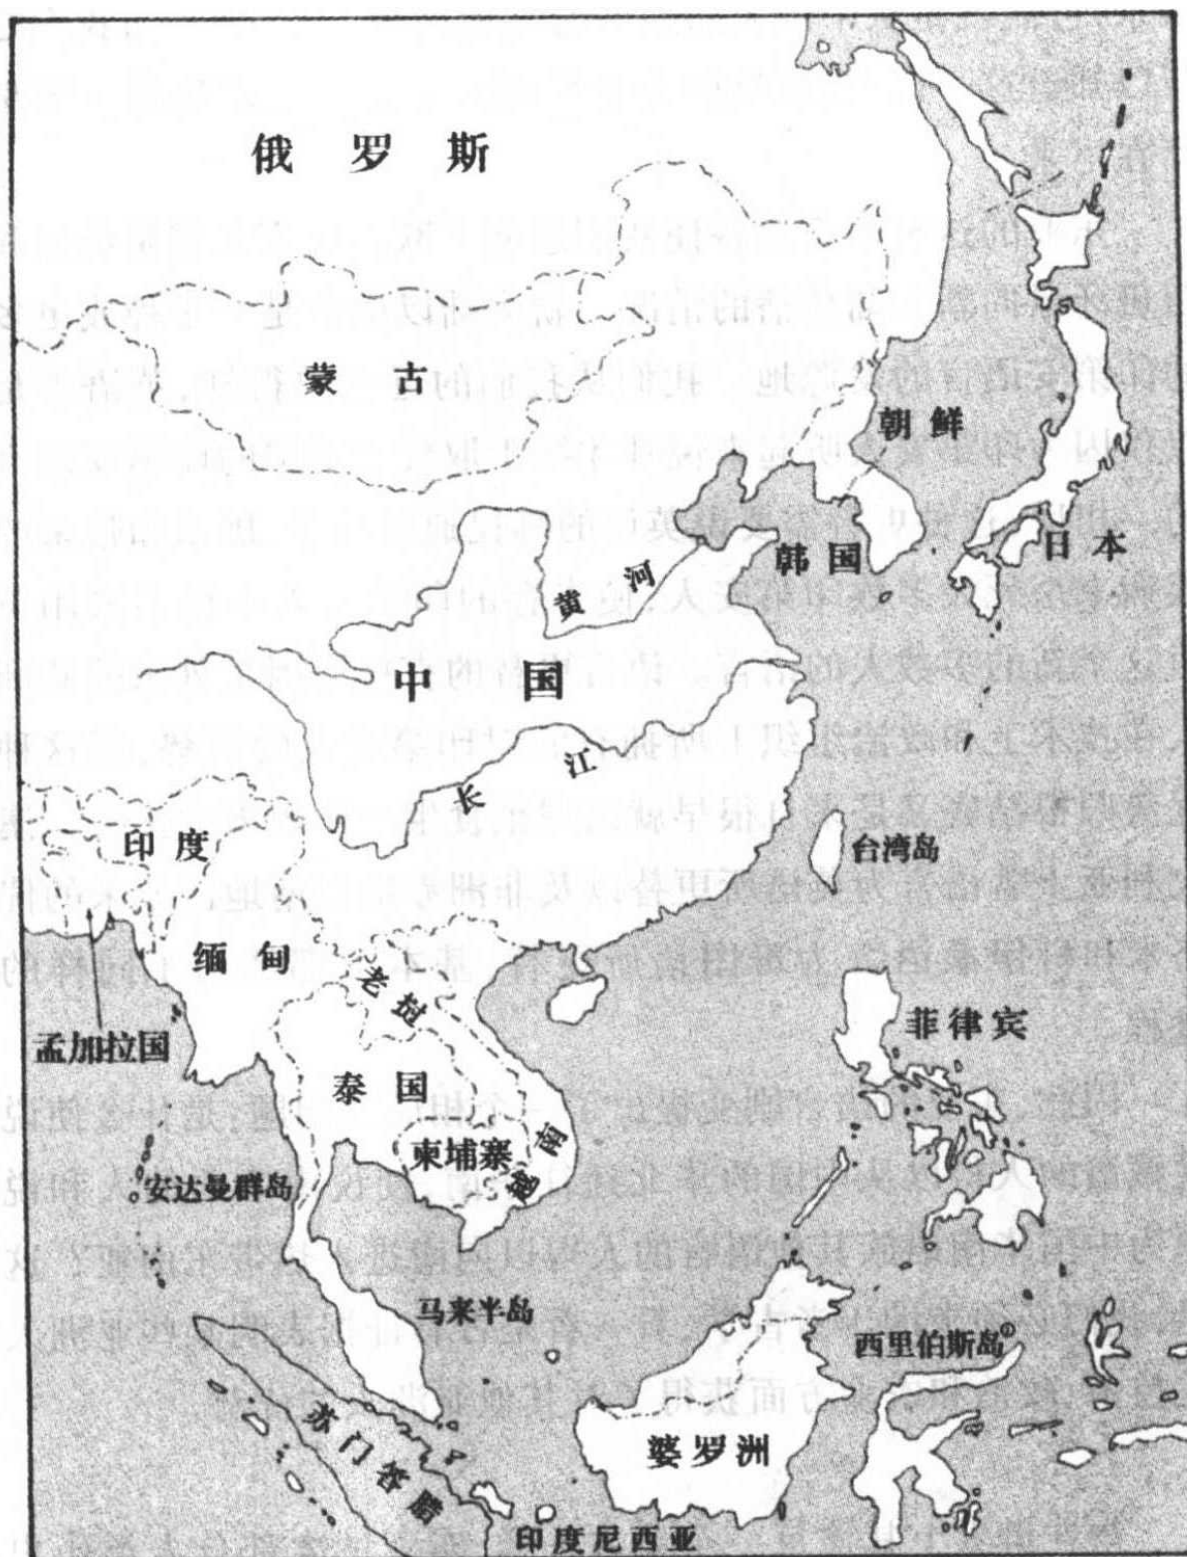 俄罗斯
蒙古
朝鲜
韩国
日本
黄河
中国
长江
印度
台湾岛
缅甸
老挝
菲律宾
孟加拉国
泰国
柬埔寨
越南
安达曼群岛
马来半岛
西里伯斯岛①
苏门答腊
婆罗洲
印度尼西亚